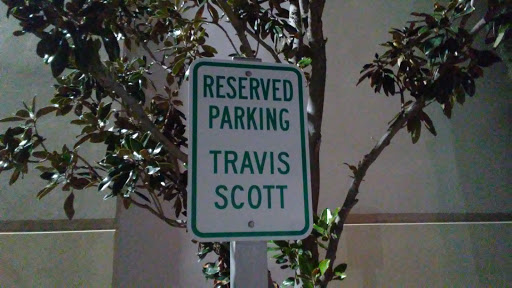 RESERVED
PARKING
TRAVIS
SCOTT